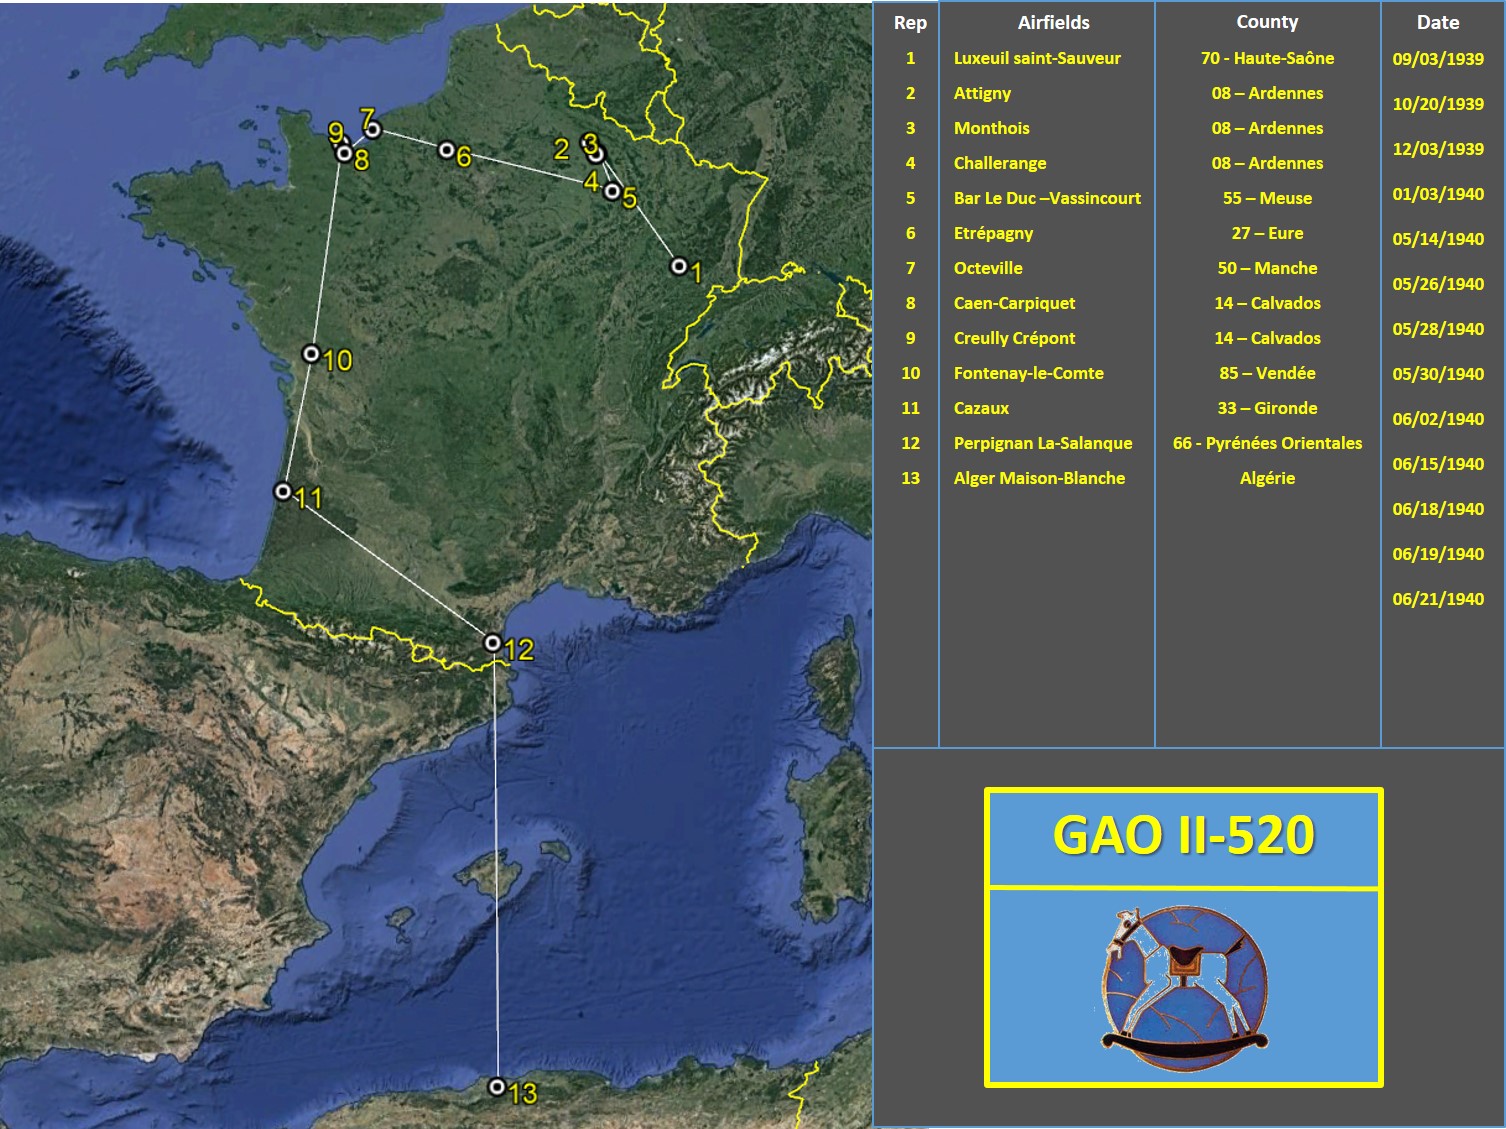 Rep Airfields County Date
1 Luxeuil saint-Sauveur 70 - Haute-Saône 09/03/1939
2 Attigny 08 – Ardennes 10/20/1939
3 Monthois 08 – Ardennes 12/03/1939
4 Challerange 08 – Ardennes 01/03/1940
5 Bar Le Duc –Vassincourt 55 – Meuse 05/14/1940
6 Etrépagny 27 – Eure 05/26/1940
7 Octeville 50 – Manche 05/28/1940
8 Caen-Carpiquet 14 – Calvados 05/30/1940
9 Creully Crépont 14 – Calvados 06/02/1940
10 Fontenay-le-Comte 85 – Vendée 06/15/1940
11 Cazaux 33 – Gironde 06/18/1940
12 Perpignan La-Salanque 66 - Pyrénées Orientales 06/19/1940
13 Alger Maison-Blanche Algérie 06/21/1940
GAO II-520
7
9
8
6
2
3
4
5
1
10
11
12
13